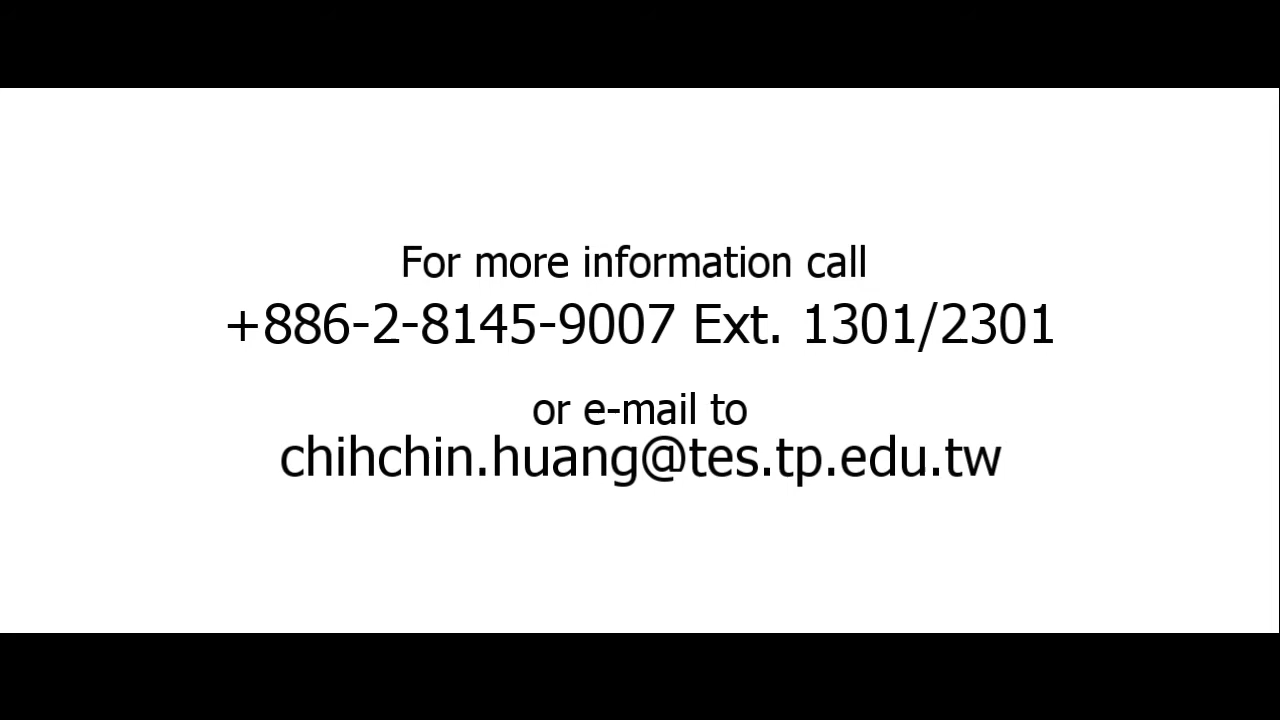 For more information call
+886-2-8145-9007 Ext. 1301/2301
or e-mail to
chihchin.huang@tes.tp.edu.tw